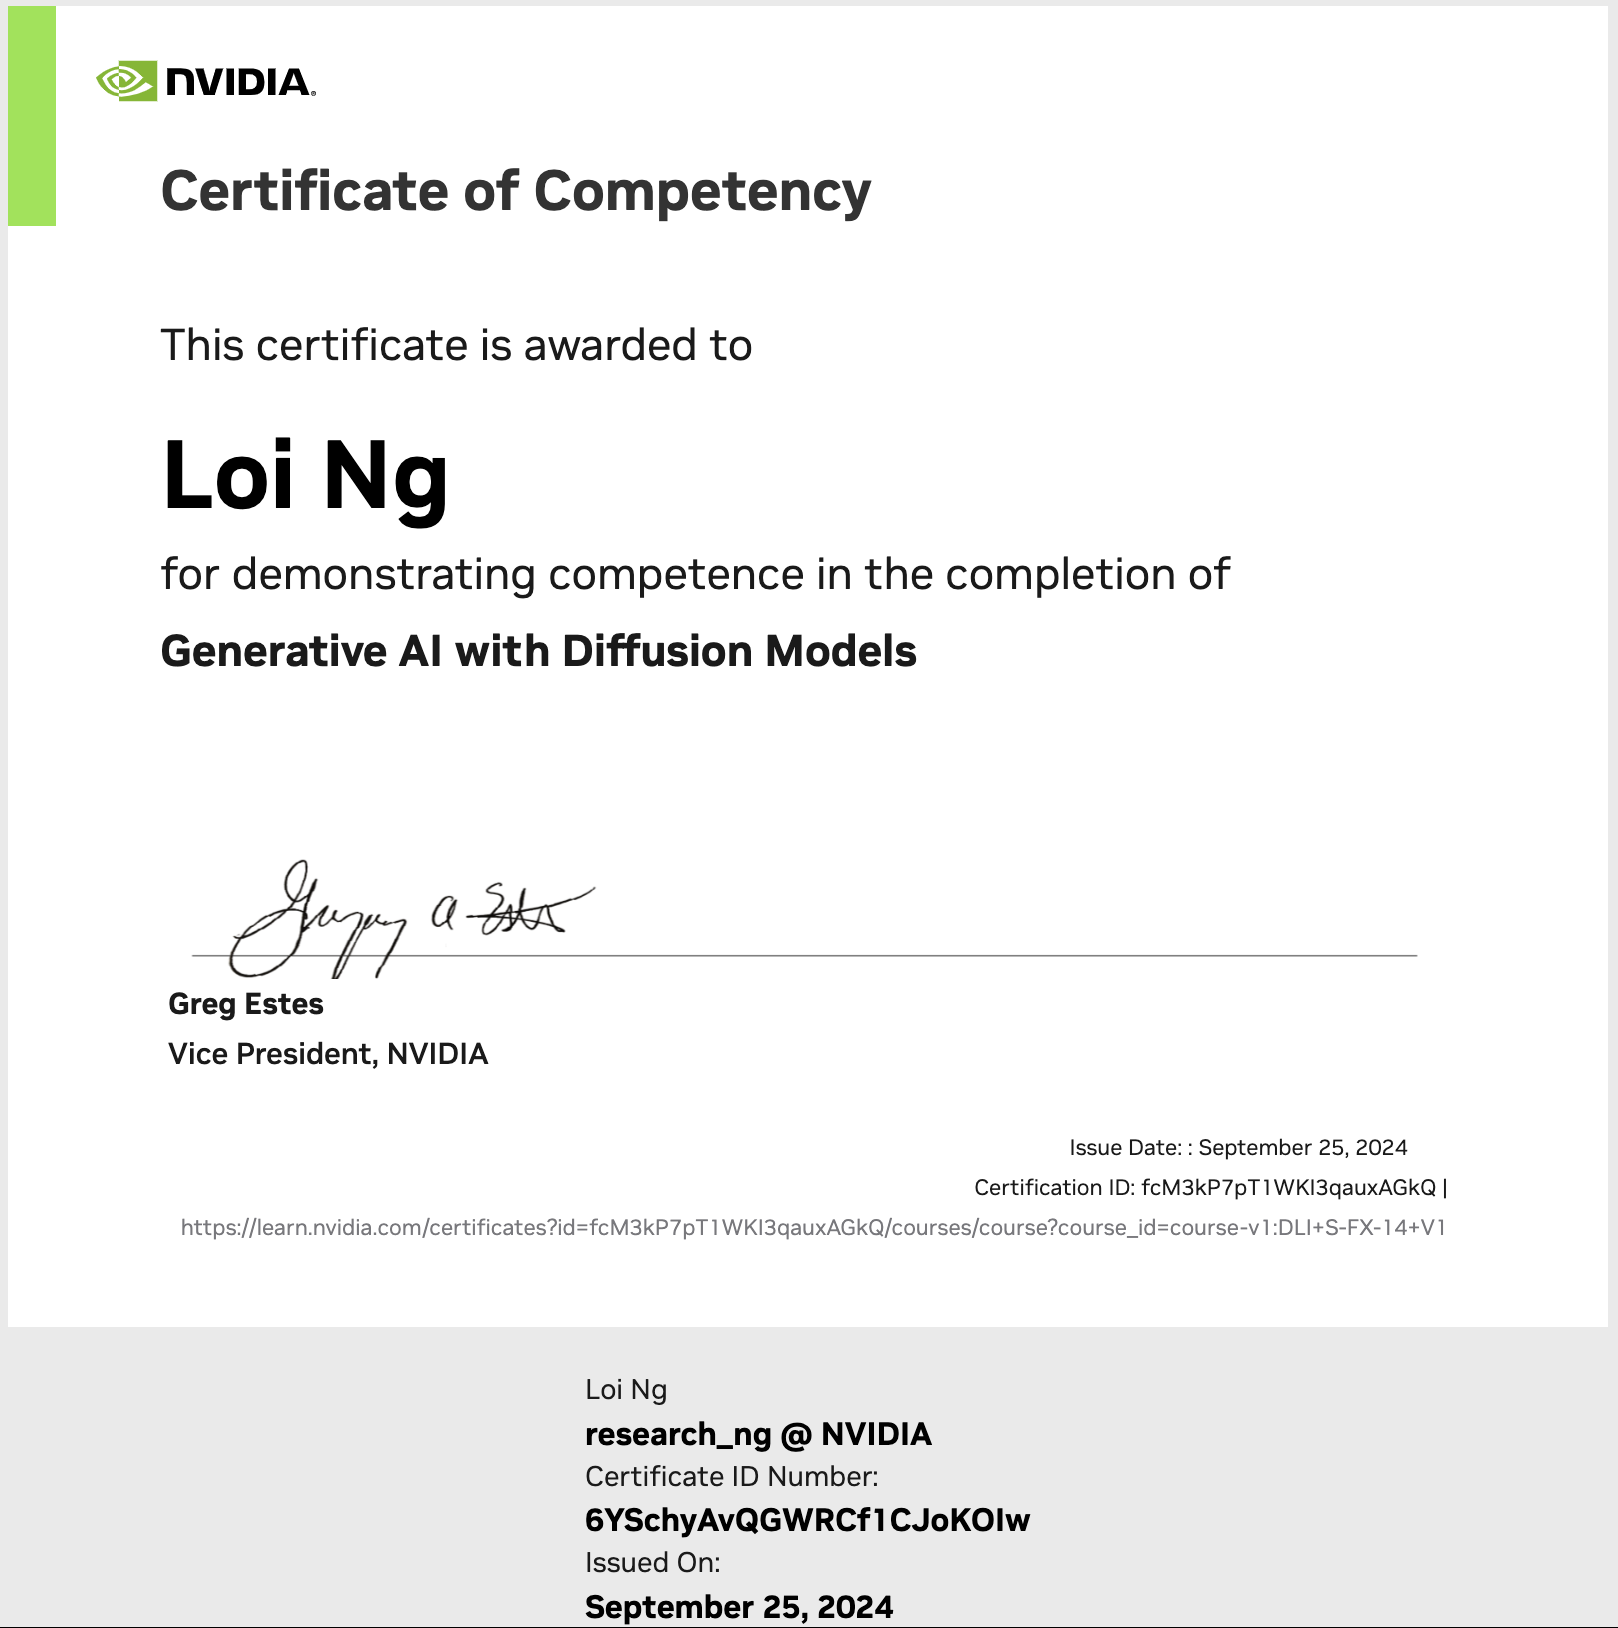 NVIDIA.
Certificate of Competency
This certificate is awarded to
Loi Ng
for demonstrating competence in the completion of
Generative AI with Diffusion Models
Gregory A Estes
Greg Estes
Vice President, NVIDIA
Issue Date: : September 25, 2024
Certification ID: fcM3kP7pT1WKI3qauxAGkQ |
https://learn.nvidia.com/certificates?id=fcM3kP7pT1WKI3qauxAGkQ/courses/course?course_id=course-v1:DLI+S-FX-14+V1
Loi Ng
research_ng @ NVIDIA
Certificate ID Number:
6YSchyAvQGWRCf1CJoKOIw
Issued On:
September 25, 2024